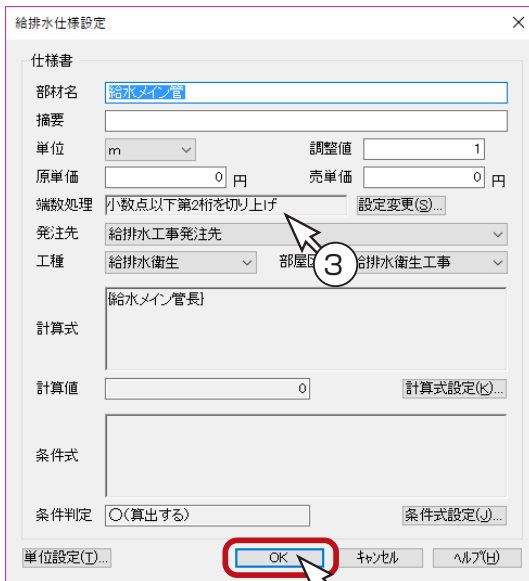 給排水仕様設定
仕様書
部材名 給水メイン管
摘要
単位 m 調整値 1
原単価 0 円 売単価 0 円
端数処理 小数点以下第2桁を切り上げ 設定変更(S)...
発注先 給排水工事発注先
工種 給排水衛生 部屋 給排水衛生工事
③
計算式 {給水メイン管長}
計算値 0 計算式設定(K)...
条件式
条件判定 〇(算出する) 条件式設定(J)...
単位設定(T)... OK キャンセル ヘルプ(H)